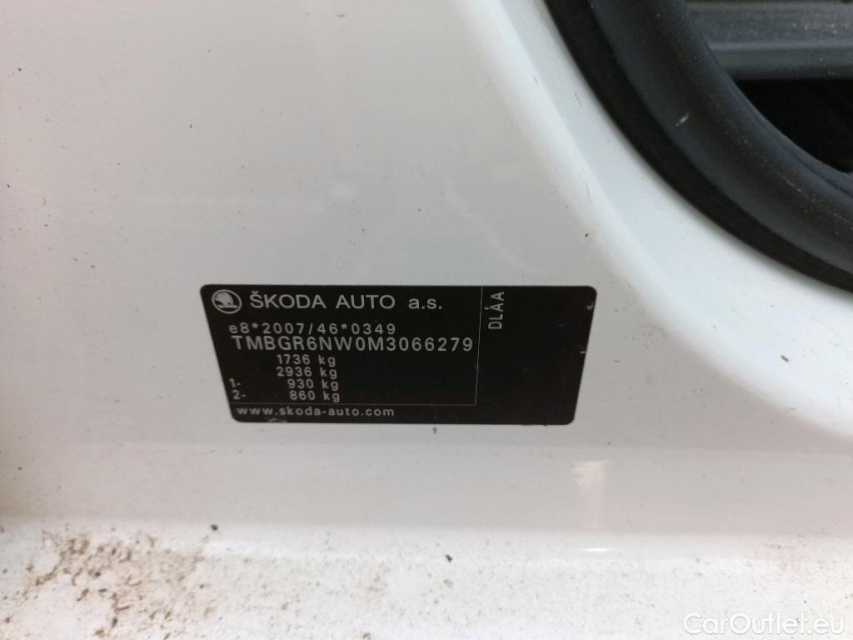 ŠKODA AUTO a.s.
e8*2007/46*0349
TMBGR6NW0M3066279
1736 kg
2936 kg
1- 930 kg
2- 860 kg
www.skoda-auto.com
DLÁA
CarOutlet.eu